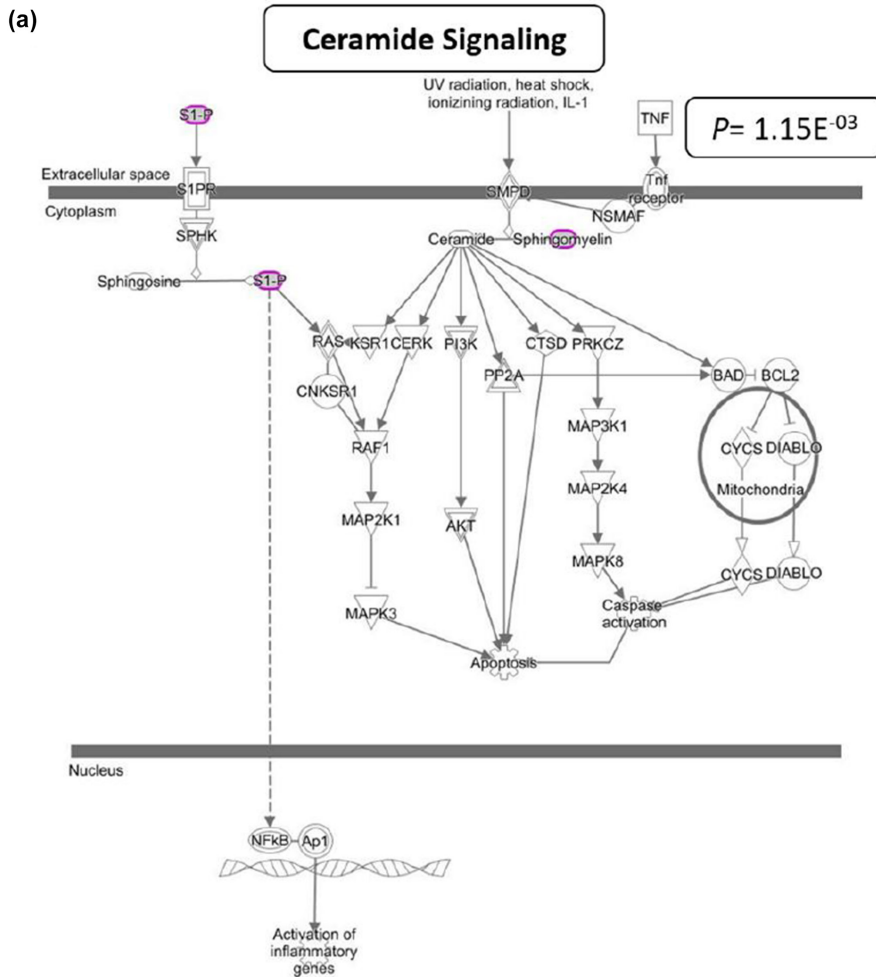 (a)
Ceramide Signaling
UV radiation, heat shock,
ionizining radiation, IL-1
S1-P
TNF
P= 1.15E-03
Extracellular space
S1PR
SMPD
Tnf
receptor
Cytoplasm
NSMAF
SPHK
Ceramide
Sphingomyelin
Sphingosine
S1-P
RAS
KSR1
CERK
PI3K
CTSD
PRKCZ
PP2A
BAD
BCL2
CNKSR1
MAP3K1
RAF1
CYCS
DIABLO
MAP2K4
Mitochondria
MAP2K1
AKT
MAPK8
CYCS
DIABLO
MAPK3
Caspase
activation
Apoptosis
Nucleus
NFkB
Ap1
Activation of
inflammatory
genes